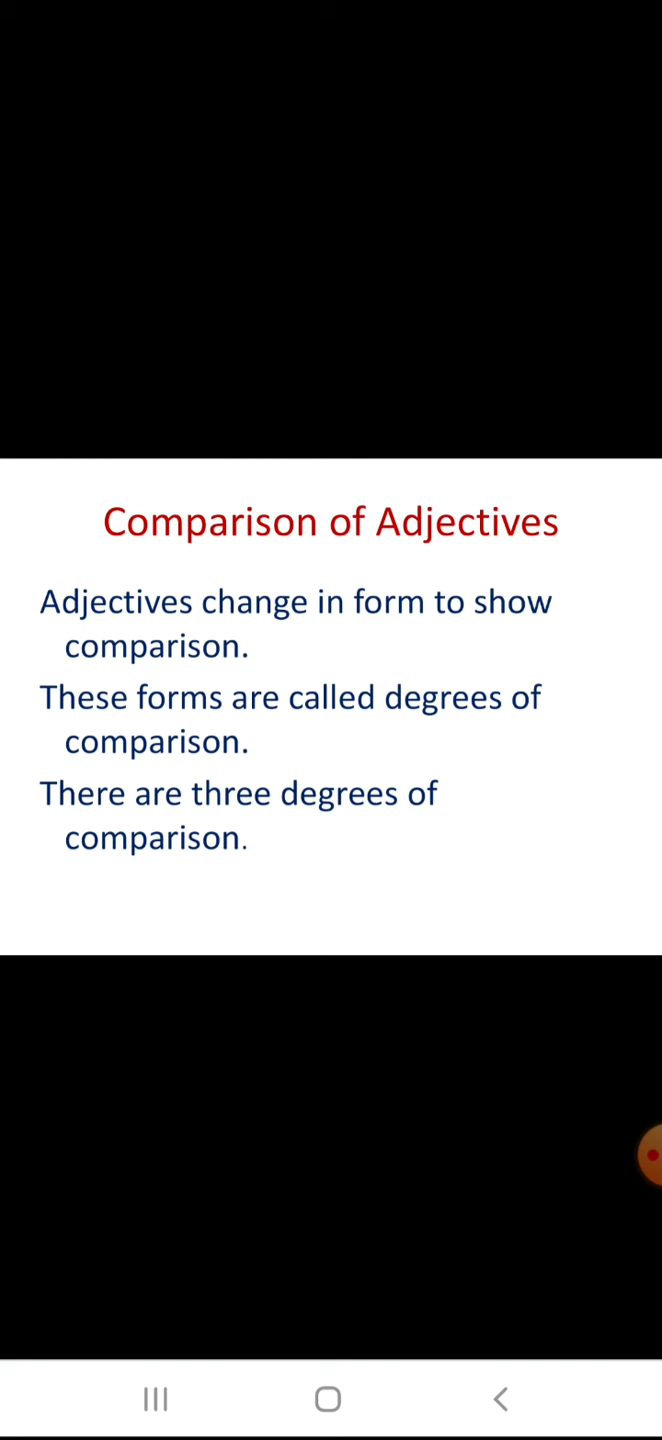 Comparison of Adjectives
Adjectives change in form to show
comparison.
These forms are called degrees of
comparison.
There are three degrees of
comparison.